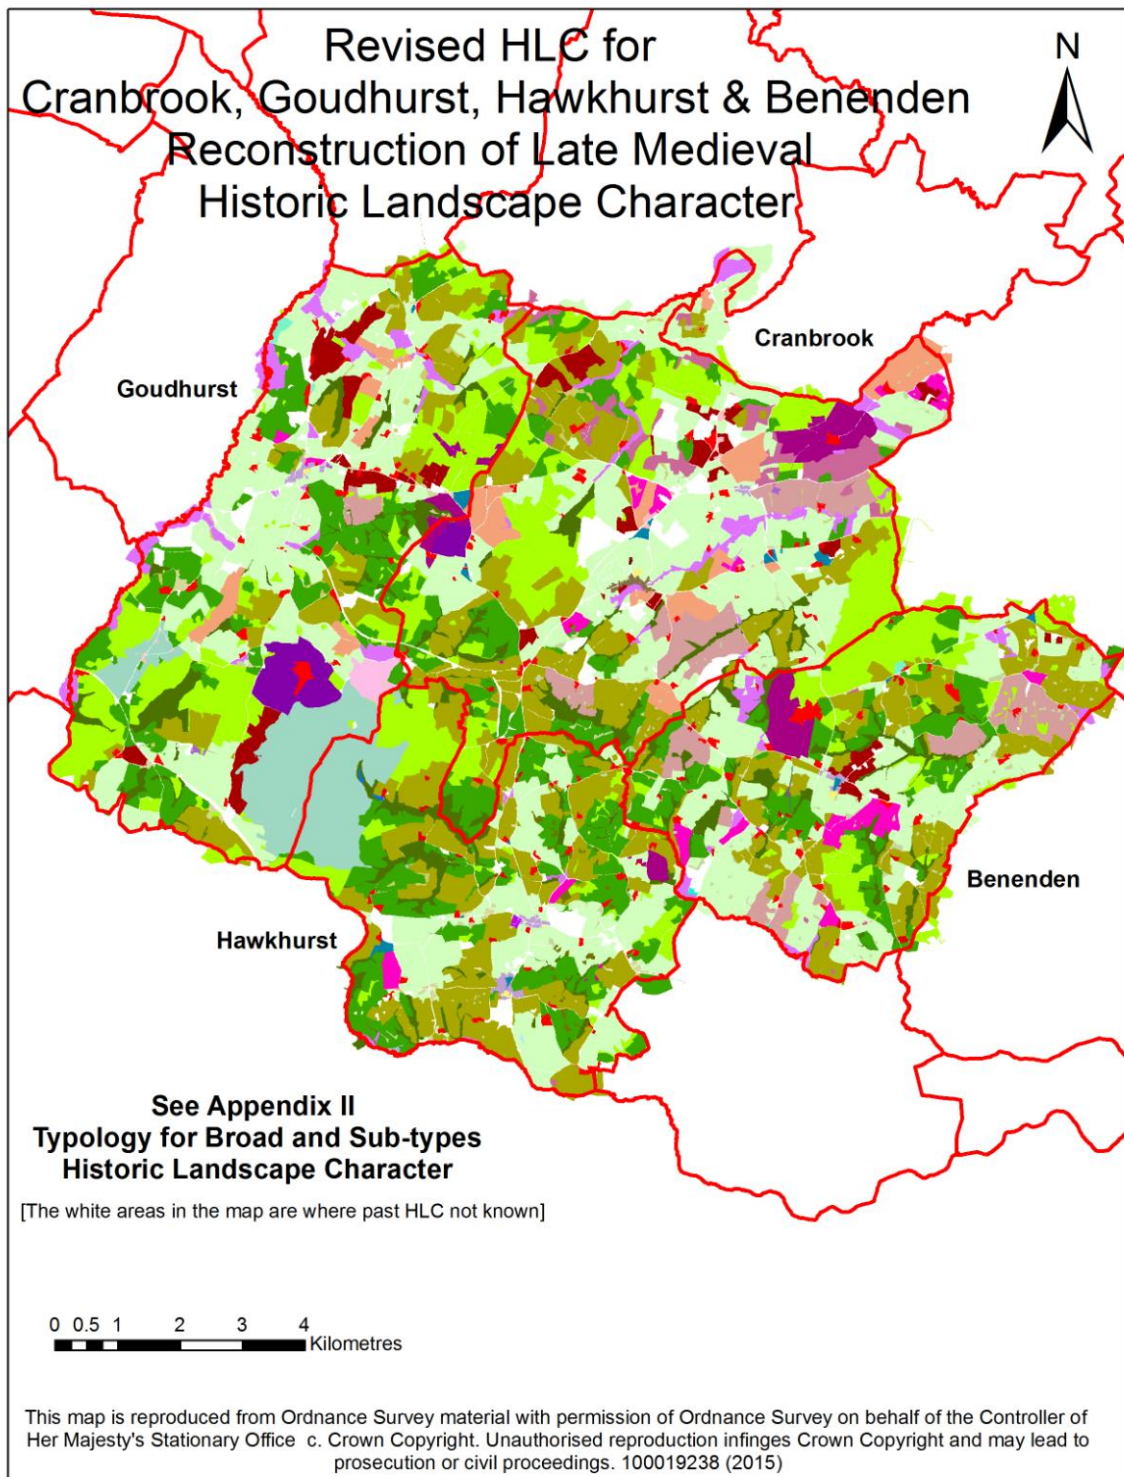 Revised HLC for
Cranbrook, Goudhurst, Hawkhurst & Benenden
Reconstruction of Late Medieval
Historic Landscape Character
N
Cranbrook
Goudhurst
Benenden
Hawkhurst
See Appendix II
Typology for Broad and Sub-types
Historic Landscape Character
[The white areas in the map are where past HLC not known]
0 0.5 1 2 3 4
Kilometres
This map is reproduced from Ordnance Survey material with permission of Ordnance Survey on behalf of the Controller of
Her Majesty's Stationary Office c. Crown Copyright. Unauthorised reproduction infinges Crown Copyright and may lead to
prosecution or civil proceedings. 100019238 (2015)